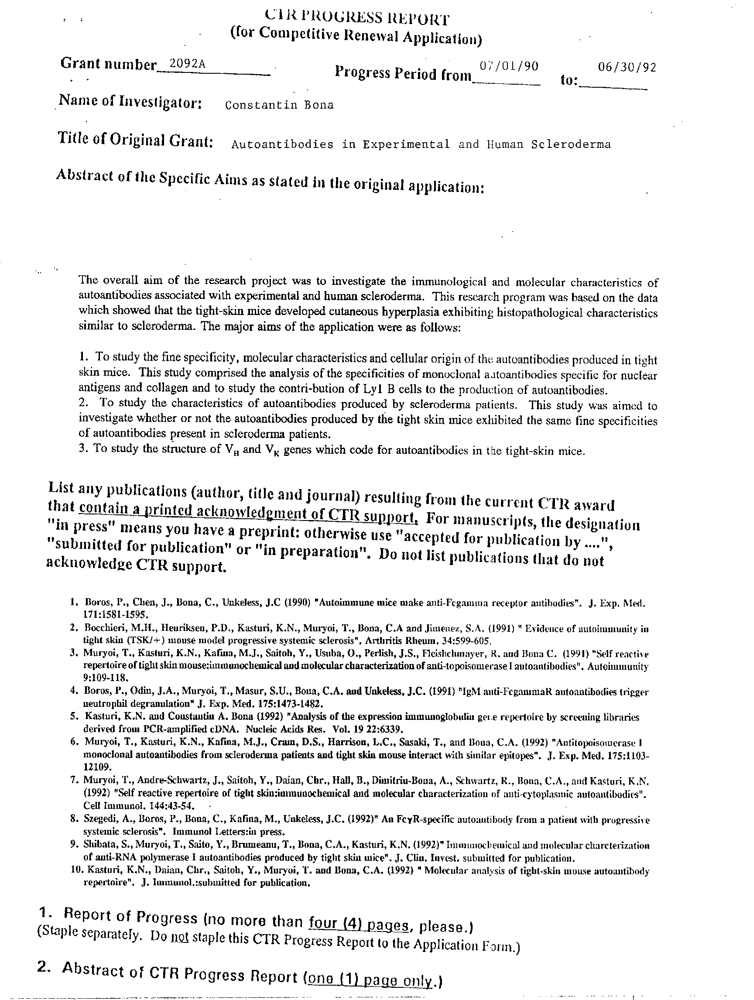 CTR PROGRESS REPORT
(for Competitive Renewal Application)
Grant number 2092A Progress Period from 07/01/90 to: 06/30/92
Name of Investigator: Constantin Bona
Title of Original Grant: Autoantibodies in Experimental and Human Scleroderma
Abstract of the Specific Aims as stated in the original application:
The overall aim of the research project was to investigate the immunological and molecular characteristics of
autoantibodies associated with experimental and human scleroderma. This research program was based on the data
which showed that the tight-skin mice developed cutaneous hyperplasia exhibiting histopathological characteristics
similar to scleroderma. The major aims of the application were as follows:
1. To study the fine specificity, molecular characteristics and cellular origin of the autoantibodies produced in tight
skin mice. This study comprised the analysis of the specificities of monoclonal autoantibodies specific for nuclear
antigens and collagen and to study the contri-bution of Ly1 B cells to the production of autoantibodies.
2. To study the characteristics of autoantibodies produced by scleroderma patients. This study was aimed to
investigate whether or not the autoantibodies produced by the tight skin mice exhibited the same fine specificities
of autoantibodies present in scleroderma patients.
3. To study the structure of VH and VK genes which code for autoantibodies in the tight-skin mice.
List any publications (author, title and journal) resulting from the current CTR award
that contain a printed acknowledgment of CTR support. For manuscripts, the designation
"in press" means you have a preprint: otherwise use "accepted for publication by ....",
"submitted for publication" or "in preparation". Do not list publications that do not
acknowledge CTR support.
1. Boros, P., Chen, J., Bona, C., Unkeless, J.C (1990) "Autoimmune mice make anti-Fcgamma receptor antibodies". J. Exp. Med.
171:1581-1595.
2. Bocchieri, M.H., Henriksen, P.D., Kasturi, K.N., Muryoi, T., Bona, C.A and Jimenez, S.A. (1991) " Evidence of autoimmunity in
tight skin (TSK/+) mouse model progressive systemic sclerosis". Arthritis Rheum. 34:599-605.
3. Muryoi, T., Kasturi, K.N., Kafina, M.J., Saitoh, Y., Usuba, O., Perlish, J.S., Fleishchmayer, R. and Bona C. (1991) "Self reactive
repertoire of tight skin mouse:immunochemical and molecular characterization of anti-topoisomerase I autoantibodies". Autoimmunity
9:109-118.
4. Boros, P., Odin, J.A., Muryoi, T., Masur, S.U., Bona, C.A. and Unkeless, J.C. (1991) "IgM anti-FcgammaR autoantibodies trigger
neutrophil degranulation" J. Exp. Med. 175:1473-1482.
5. Kasturi, K.N. and Constantin A. Bona (1992) "Analysis of the expression immunoglobulin gene repertoire by screening libraries
derived from PCR-amplified cDNA. Nucleic Acids Res. Vol. 19 22:6339.
6. Muryoi, T., Kasturi, K.N., Kafina, M.J., Cram, D.S., Harrison, L.C., Sasaki, T., and Bona, C.A. (1992) "Antitopoisomerase I
monoclonal autoantibodies from scleroderma patients and tight skin mouse interact with similar epitopes". J. Exp. Med. 175:1103-
12109.
7. Muryoi, T., Andre-Schwartz, J., Saitoh, Y., Daian, Chr., Hall, B., Dimitriu-Bona, A., Schwartz, R., Bona, C.A., and Kasturi, K.N.
(1992) "Self reactive repertoire of tight skin:immunochemical and molecular characterization of anti-cytoplasmic autoantibodies".
Cell Immunol. 144:43-54.
8. Szegedi, A., Boros, P., Bona, C., Kafina, M., Unkeless, J.C. (1992)" An FcγR-specific autoantibody from a patient with progressive
systemic sclerosis". Immunol Letters:in press.
9. Shibata, S., Muryoi, T., Saito, Y., Brumeanu, T., Bona, C.A., Kasturi, K.N. (1992)" Immunochemical and molecular charcterization
of anti-RNA polymerase I autoantibodies produced by tight skin mice". J. Clin. Invest. submitted for publication.
10. Kasturi, K.N., Daian, Chr., Saitoh, Y., Muryoi, T. and Bona, C.A. (1992) " Molecular analysis of tight-skin mouse autoantibody
repertoire". J. Immunol.:submitted for publication.
1. Report of Progress (no more than four (4) pages, please.)
(Staple separately. Do not staple this CTR Progress Report to the Application Form.)
2. Abstract of CTR Progress Report (one (1) page only.)